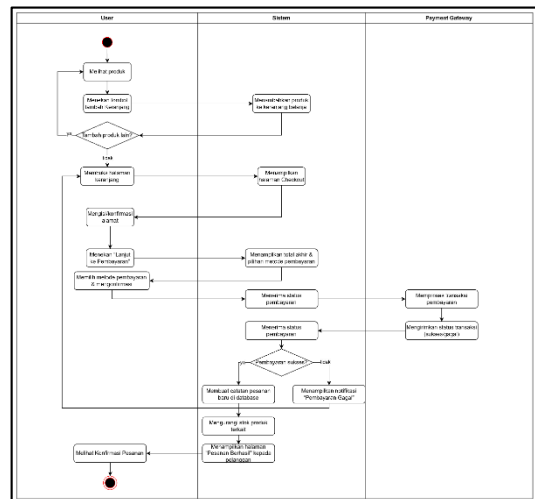 User
Sistem
Payment Gateway
Melihat produk
Menekan tombol
tambah Keranjang
Menambahkan produk
ke keranjang belanja
ya
Tambah produk lain?
tidak
Membuka halaman
keranjang
Menampilkan
halaman Checkout
Mengisi/konfirmasi
alamat
Menekan "Lanjut
ke Pembayaran"
Menampilkan total akhir &
pilihan metode pembayaran
Memilih metode pembayaran
& mengonfirmasi
Menerima status
pembayaran
Memproses transaksi
pembayaran
Menerima status
pembayaran
Mengirimkan status transaksi
(sukses/gagal)
ya
Pembayaran sukses?
tidak
Membuat catatan pesanan
baru di database
Menampilkan notifikasi
"Pembayaran Gagal"
Mengurangi stok produk
terkait
Melihat Konfirmasi Pesanan
Menampilkan halaman
"Pesanan Berhasil" kepada
pelanggan